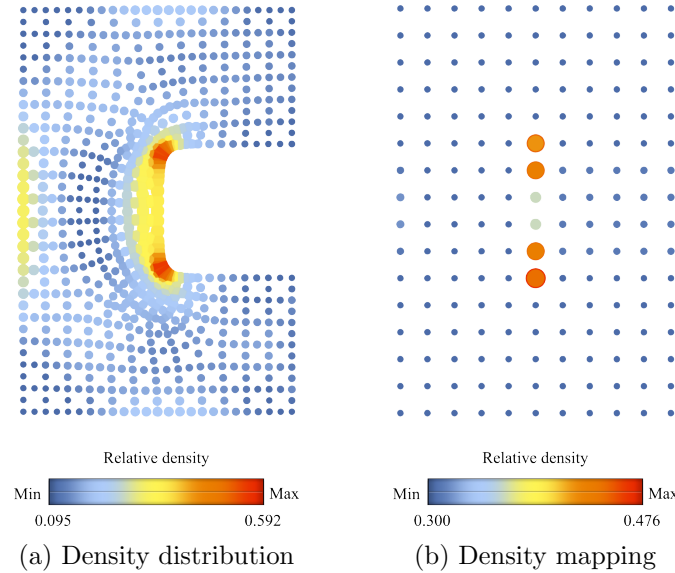 Relative density
Min Max
0.095 0.592
(a) Density distribution
Relative density
Min Max
0.300 0.476
(b) Density mapping